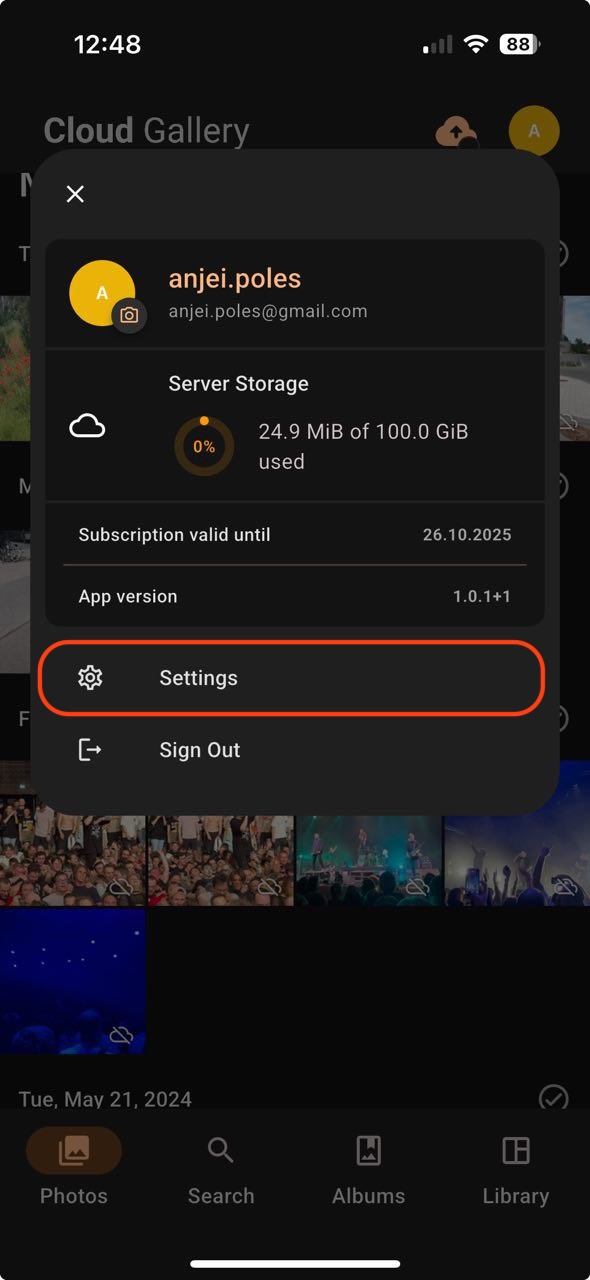 12:48
88
Cloud Gallery
A
A
anjei.poles
anjei.poles@gmail.com
Server Storage
0%
24.9 MiB of 100.0 GiB
used
Subscription valid until
26.10.2025
App version
1.0.1+1
Settings
Sign Out
Tue, May 21, 2024
Photos
Search
Albums
Library